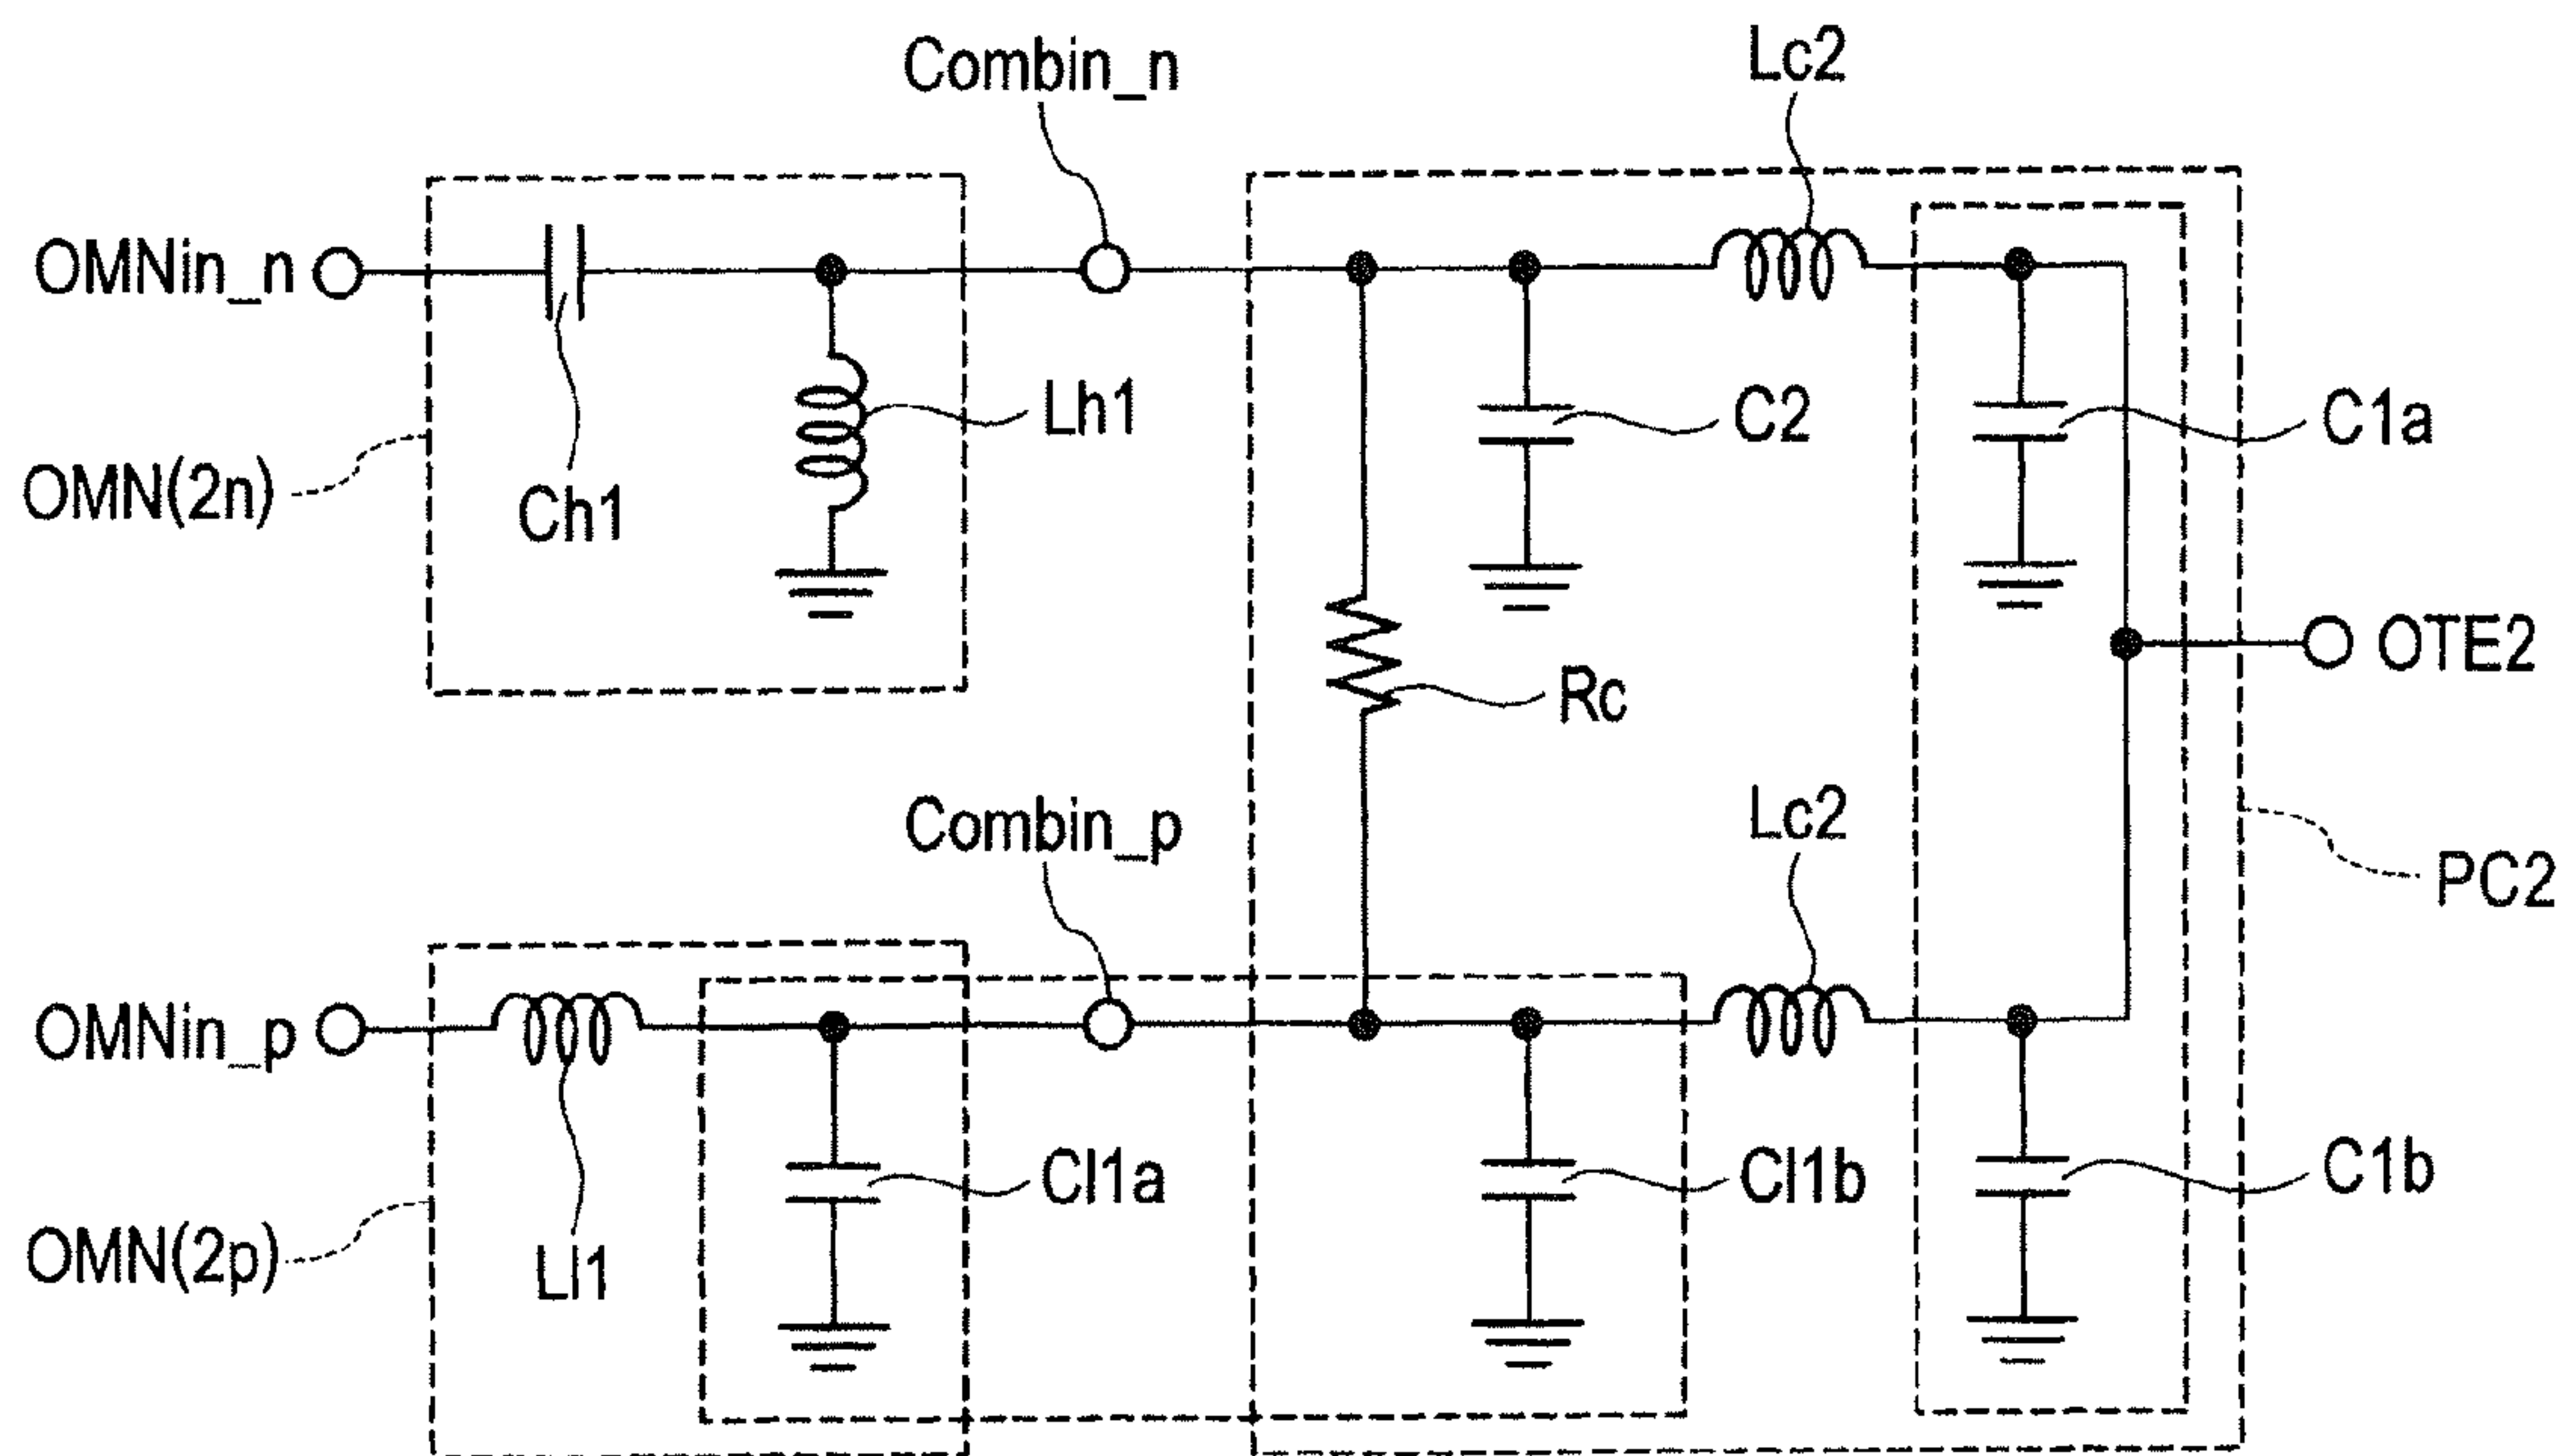 Lc2
Combin_n
OMNin_n
Lh1
C2
C1a
OMN(2n)
Ch1
OTE2
Rc
Lc2
Combin_p
PC2
OMNin_p
Cl1a
Cl1b
C1b
OMN(2p)
Ll1